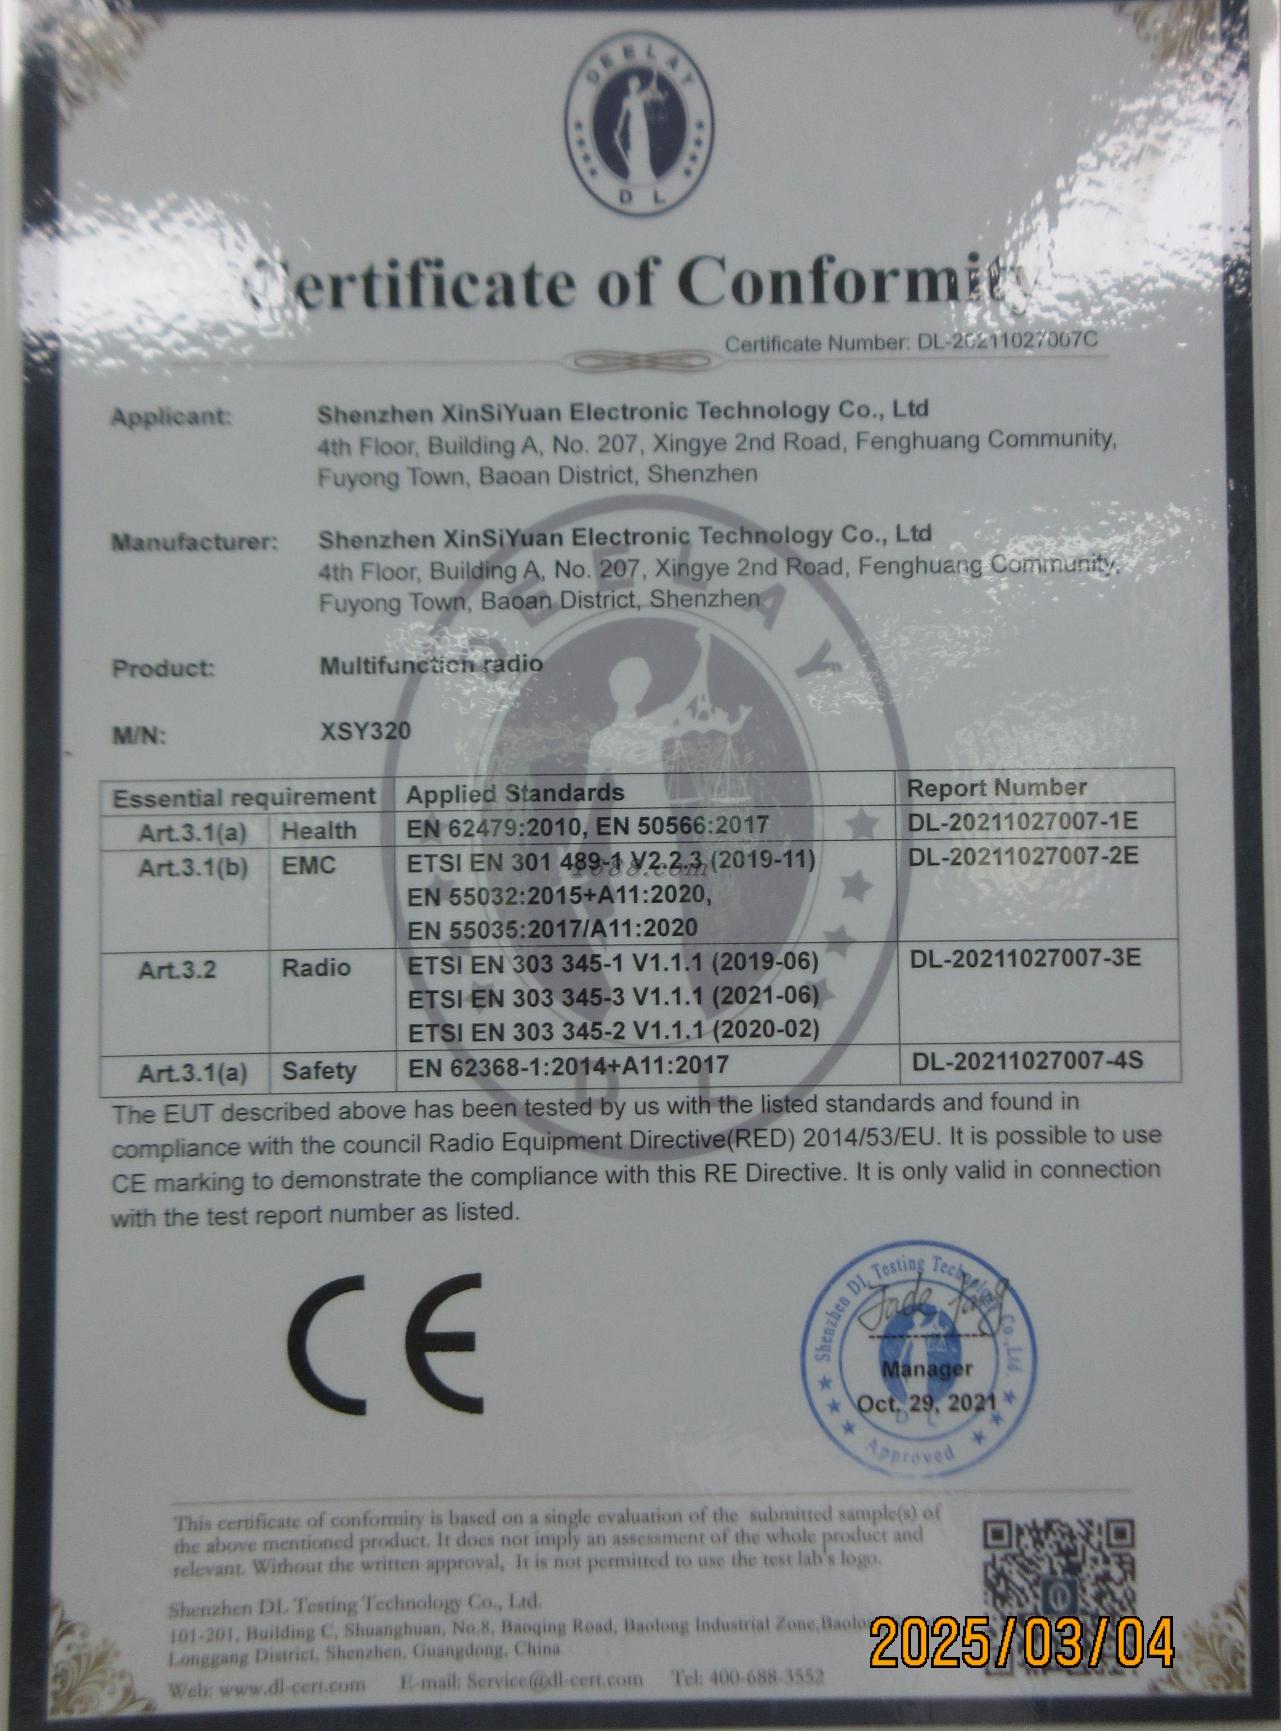 DEELAY
DL
Certificate of Conformity
Certificate Number: DL-20211027007C
Applicant: Shenzhen XinSiYuan Electronic Technology Co., Ltd
4th Floor, Building A, No. 207, Xingye 2nd Road, Fenghuang Community,
Fuyong Town, Baoan District, Shenzhen
Manufacturer: Shenzhen XinSiYuan Electronic Technology Co., Ltd
4th Floor, Building A, No. 207, Xingye 2nd Road, Fenghuang Community,
Fuyong Town, Baoan District, Shenzhen
Product: Multifunction radio
M/N: XSY320
DEELAY
DL
Essential requirement Applied Standards Report Number
Art.3.1(a) Health EN 62479:2010, EN 50566:2017 DL-20211027007-1E
Art.3.1(b) EMC ETSI EN 301 489-1 V2.2.3 (2019-11) DL-20211027007-2E
1688.com
EN 55032:2015+A11:2020,
EN 55035:2017/A11:2020
Art.3.2 Radio ETSI EN 303 345-1 V1.1.1 (2019-06) DL-20211027007-3E
ETSI EN 303 345-3 V1.1.1 (2021-06)
ETSI EN 303 345-2 V1.1.1 (2020-02)
Art.3.1(a) Safety EN 62368-1:2014+A11:2017 DL-20211027007-4S
The EUT described above has been tested by us with the listed standards and found in
compliance with the council Radio Equipment Directive(RED) 2014/53/EU. It is possible to use
CE marking to demonstrate the compliance with this RE Directive. It is only valid in connection
with the test report number as listed.
CE
Shenzhen DL Testing Technology Co.,Ltd.
Jade Yang
Manager
Oct. 29, 2021
DL
Approved
This certificate of conformity is based on a single evaluation of the submitted sample(s) of
the above mentioned product. It does not imply an assessment of the whole product and
relevant. Without the written approval, It is not permitted to use the test lab's logo.
Shenzhen DL Testing Technology Co., Ltd.
101-201, Building C, Shuanghuan, No.8, Baoqing Road, Baolong Industrial Zone,Baolo
Longgang District, Shenzhen, Guangdong, China
Web: www.dl-cert.com E-mail: Service@dl-cert.com Tel: 400-688-3552
2025/03/04